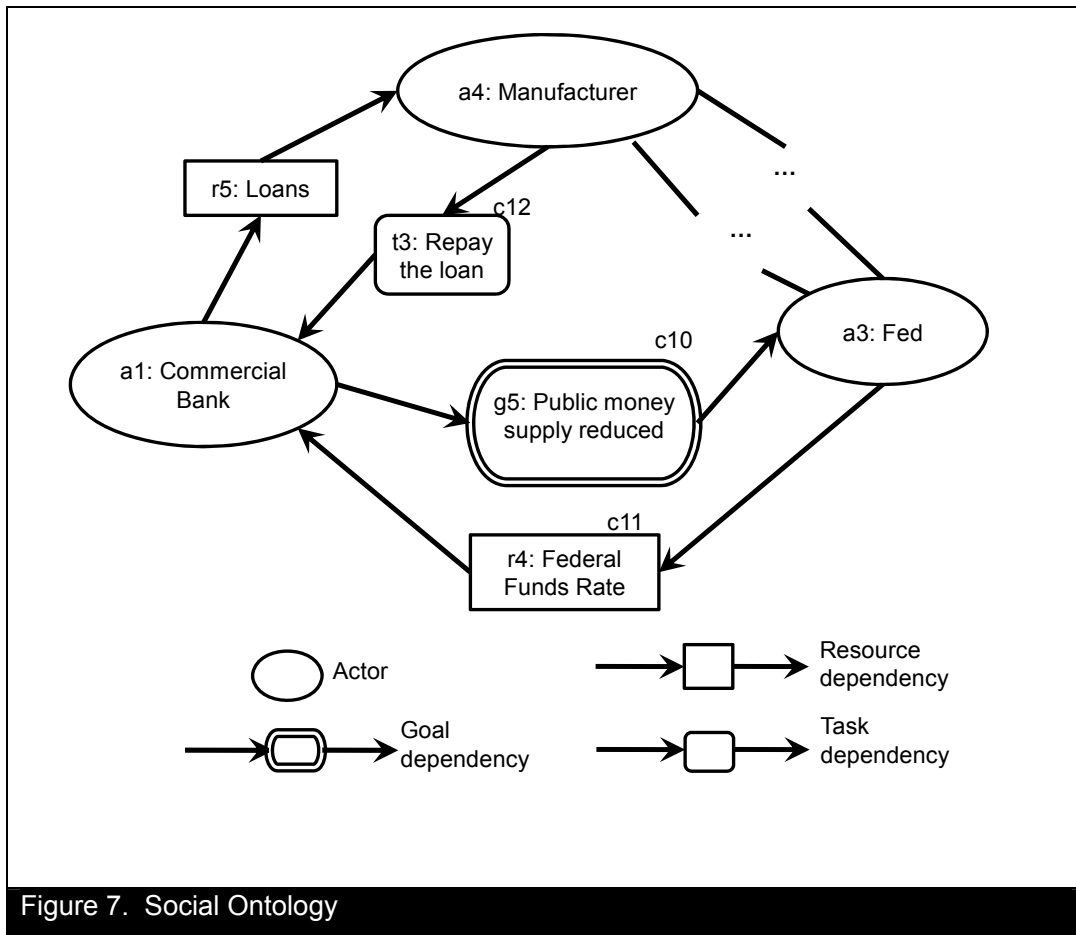 a4: Manufacturer
...
r5: Loans
c12
t3: Repay
the loan
...
a3: Fed
c10
a1: Commercial
Bank
g5: Public money
supply reduced
c11
r4: Federal
Funds Rate
Actor
Resource
dependency
Goal
dependency
Task
dependency
Figure 7. Social Ontology